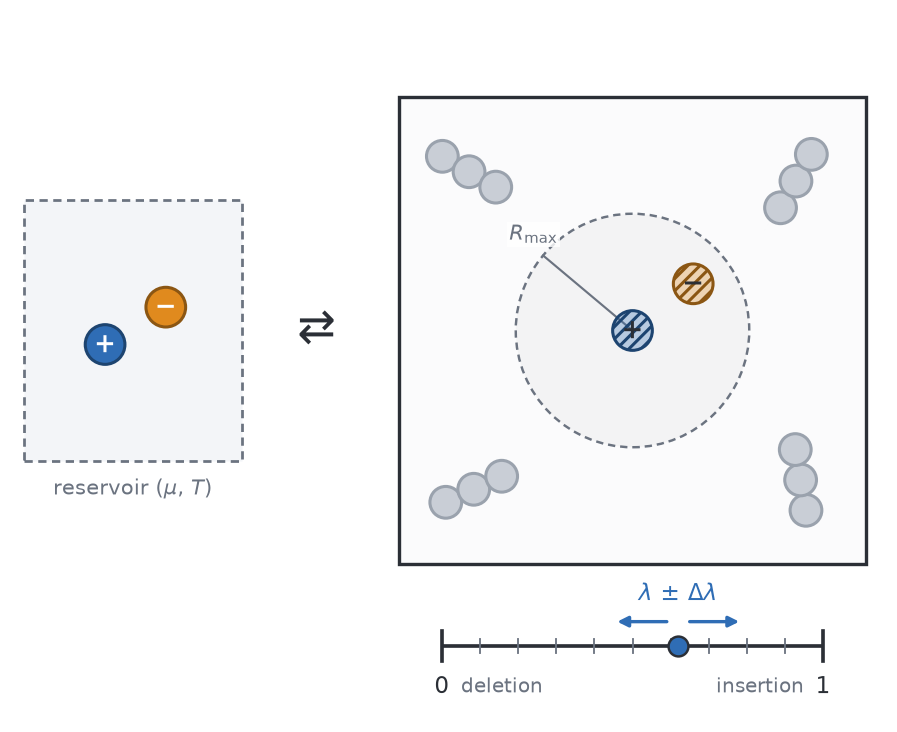 R_max
−
+
−
+
⇄
reservoir (μ, T)
λ ± Δλ
0 deletion insertion 1